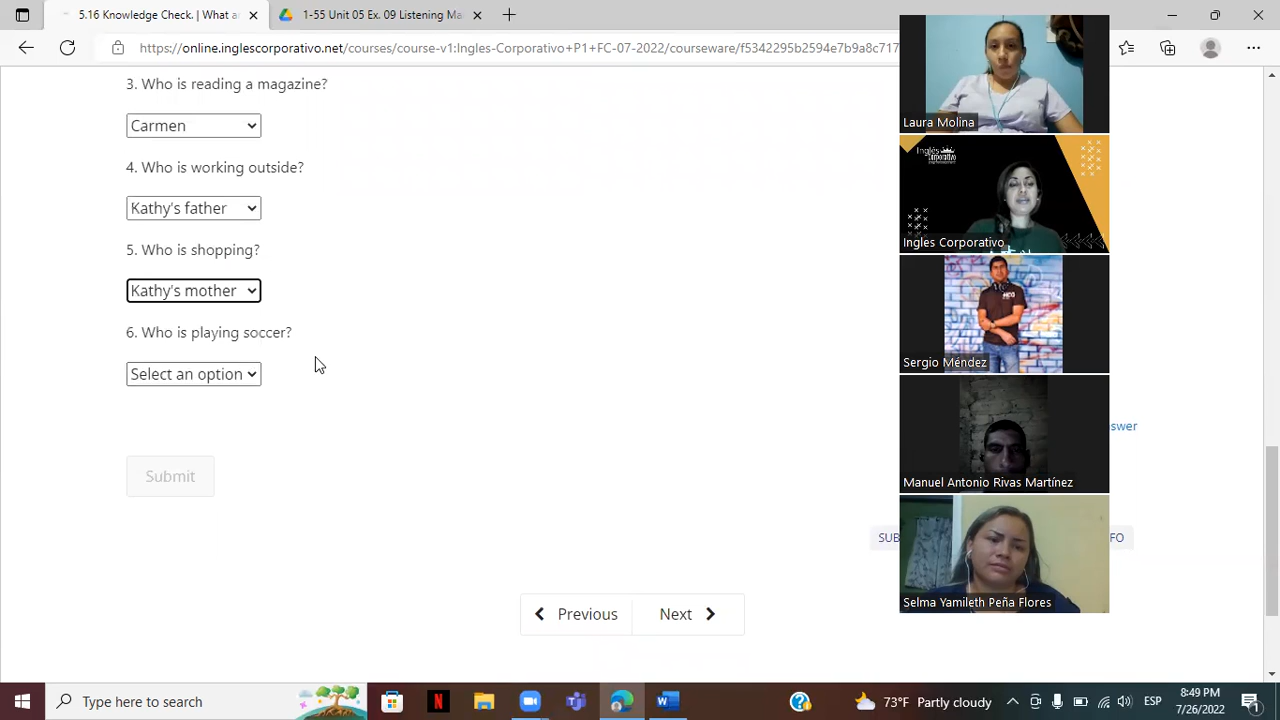 5.16 Knowledge Check. | What a
1-55 Unit 05 Ex. 09 Listening Ma
https://online.inglescorporativo.net/courses/course-v1:Ingles-Corporativo+P1+FC-07-2022/courseware/f5342295b2594e7b9a8c717
3. Who is reading a magazine?
Carmen
4. Who is working outside?
Kathy's father
5. Who is shopping?
Kathy's mother
6. Who is playing soccer?
Select an option
Submit
swer
SUB
FO
Previous
Next
Laura Molina
Inglés
Corporativo
Ingles Corporativo
Sergio Méndez
Manuel Antonio Rivas Martínez
Selma Yamileth Peña Flores
Type here to search
73°F Partly cloudy
ESP
8:49 PM
7/26/2022